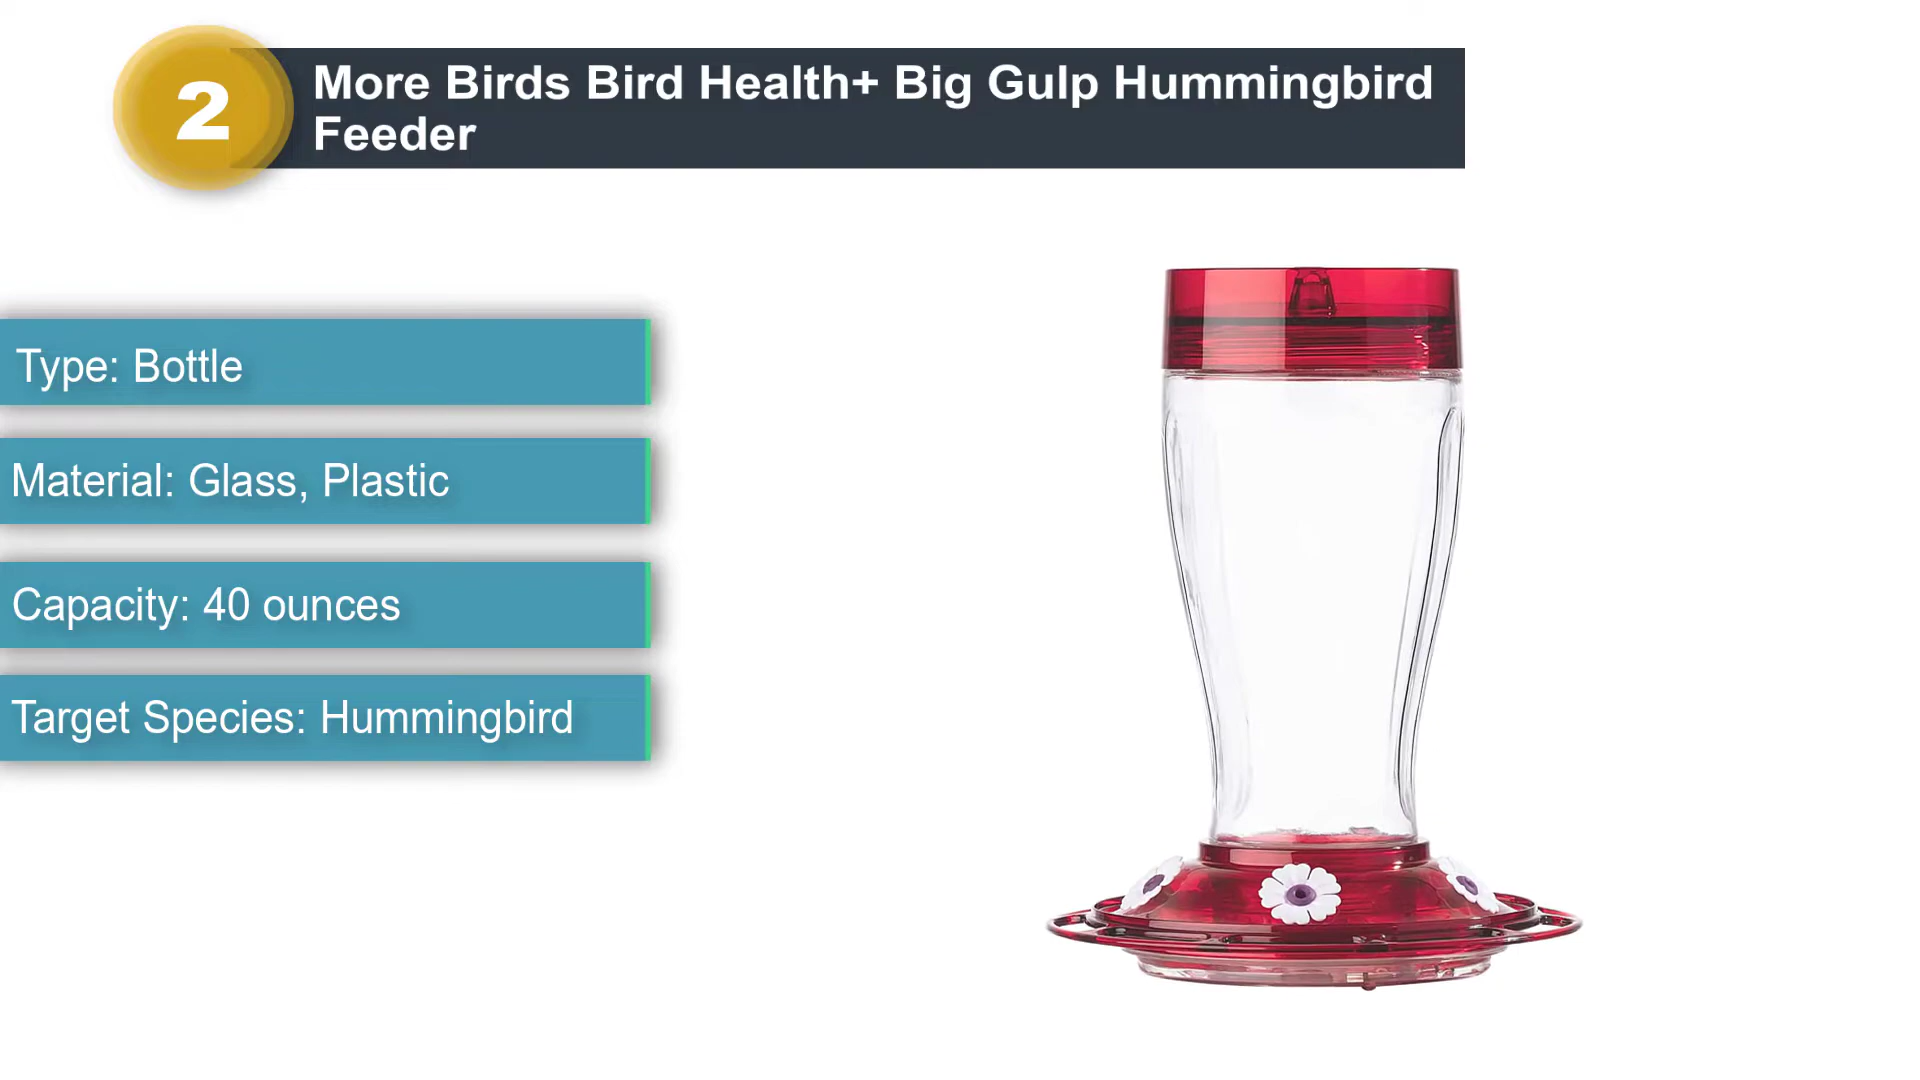 2
More Birds Bird Health+ Big Gulp Hummingbird
Feeder
Type: Bottle
Material: Glass, Plastic
Capacity: 40 ounces
Target Species: Hummingbird